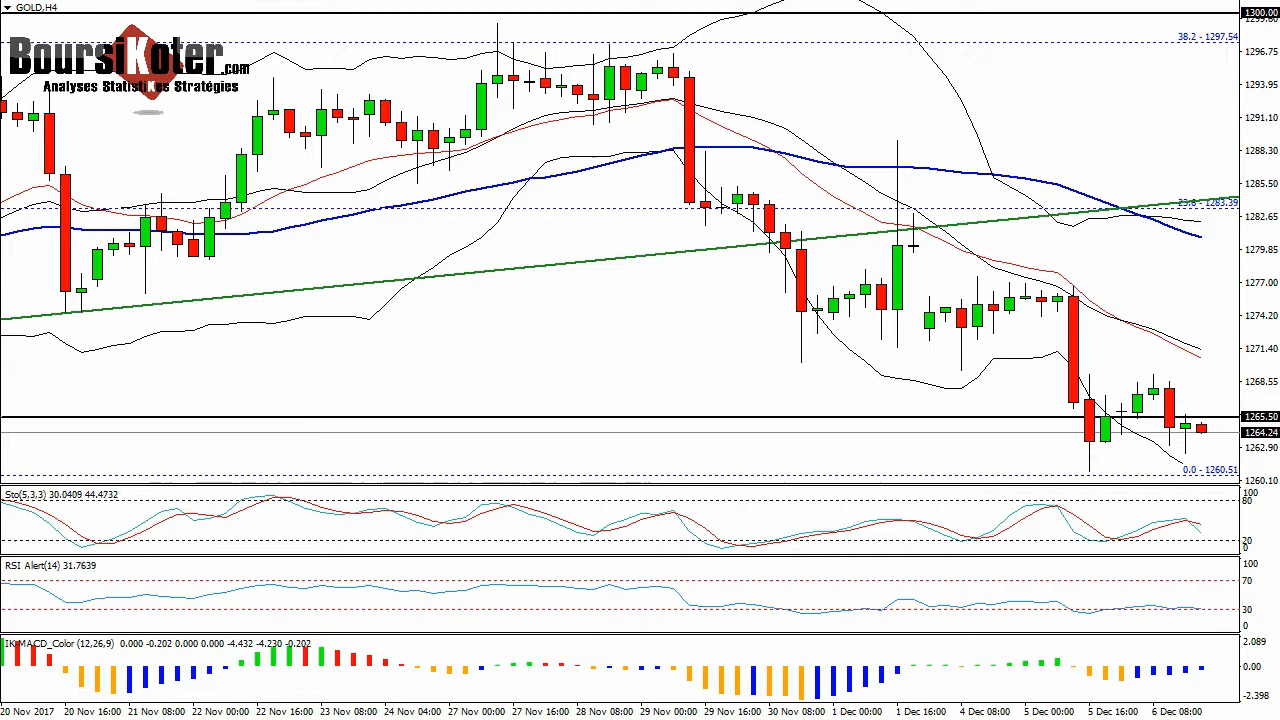 GOLD,H4
BoursiKoter.com
Analyses StatistiKes Stratégies
38.2 - 1297.54
23.6 - 1283.39
0.0 - 1260.51
1300.00
1299.60
1296.75
1293.95
1291.10
1288.30
1285.50
1282.65
1279.85
1277.00
1274.20
1271.40
1268.55
1265.50
1264.24
1262.90
1260.10
Sto(5,3,3) 30.0409 44.4732
100
80
20
0
RSI Alert(14) 31.7639
100
70
30
0
IK MACD_Color (12,26,9) 0.000 -0.202 0.000 0.000 -4.432 -4.230 -0.202
2.089
0.00
-2.398
20 Nov 2017 20 Nov 16:00 21 Nov 08:00 22 Nov 00:00 22 Nov 16:00 23 Nov 08:00 24 Nov 04:00 27 Nov 00:00 27 Nov 16:00 28 Nov 08:00 29 Nov 00:00 29 Nov 16:00 30 Nov 08:00 1 Dec 00:00 1 Dec 16:00 4 Dec 08:00 5 Dec 00:00 5 Dec 16:00 6 Dec 08:00